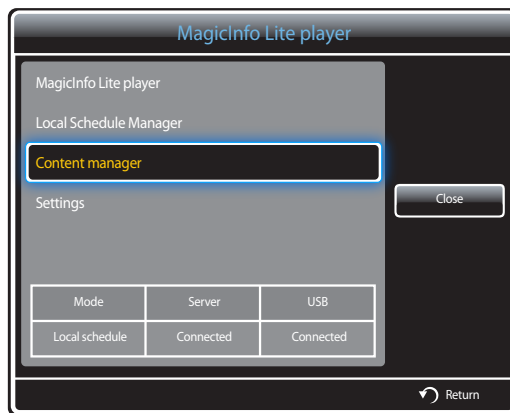 MagicInfo Lite player
MagicInfo Lite player
Local Schedule Manager
Content manager
Settings
Close
Mode Server USB
Local schedule Connected Connected
Return